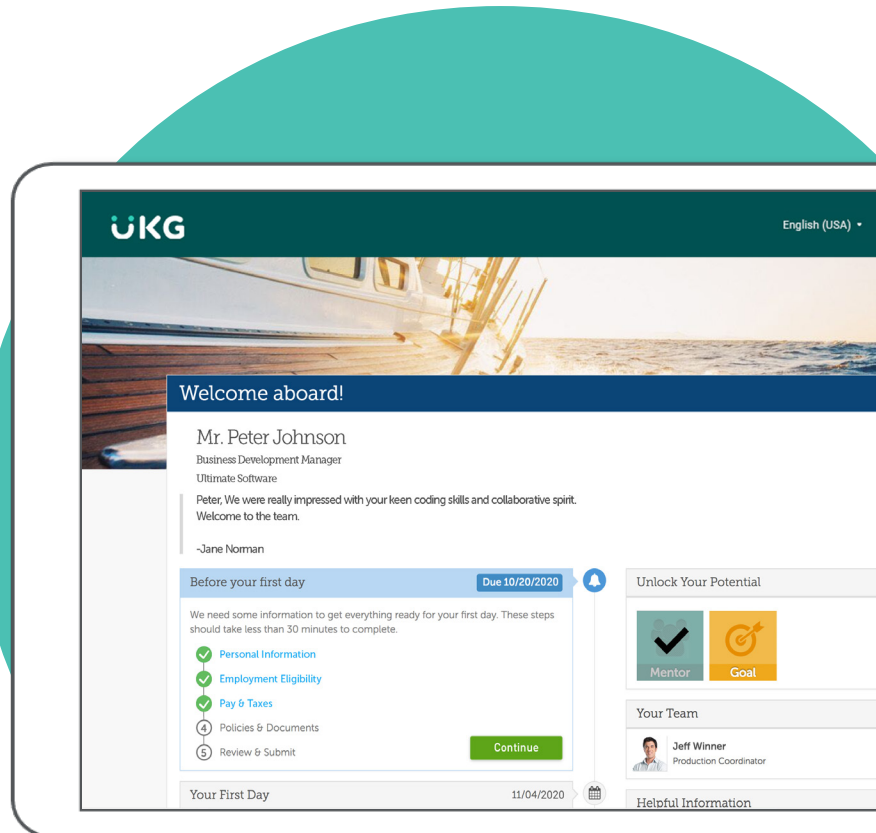 UKG
English (USA)
Welcome aboard!
Mr. Peter Johnson
Business Development Manager
Ultimate Software
Peter, We were really impressed with your keen coding skills and collaborative spirit.
Welcome to the team.
-Jane Norman
Before your first day
Due 10/20/2020
We need some information to get everything ready for your first day. These steps
should take less than 30 minutes to complete.
Personal Information
Employment Eligibility
Pay & Taxes
4 Policies & Documents
5 Review & Submit
Continue
Your First Day
11/04/2020
Unlock Your Potential
Mentor
Goal
Your Team
Jeff Winner
Production Coordinator
Helpful Information